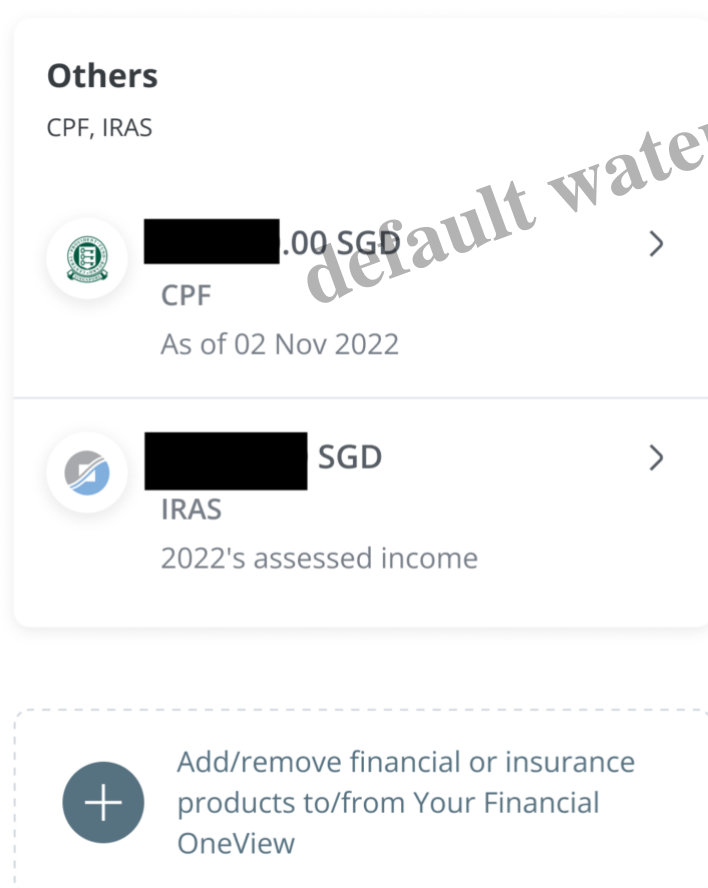 Others
CPF, IRAS
default
.00 SGD
CPF
As of 02 Nov 2022
SGD
IRAS
2022's assessed income
Add/remove financial or insurance
products to/from Your Financial
OneView